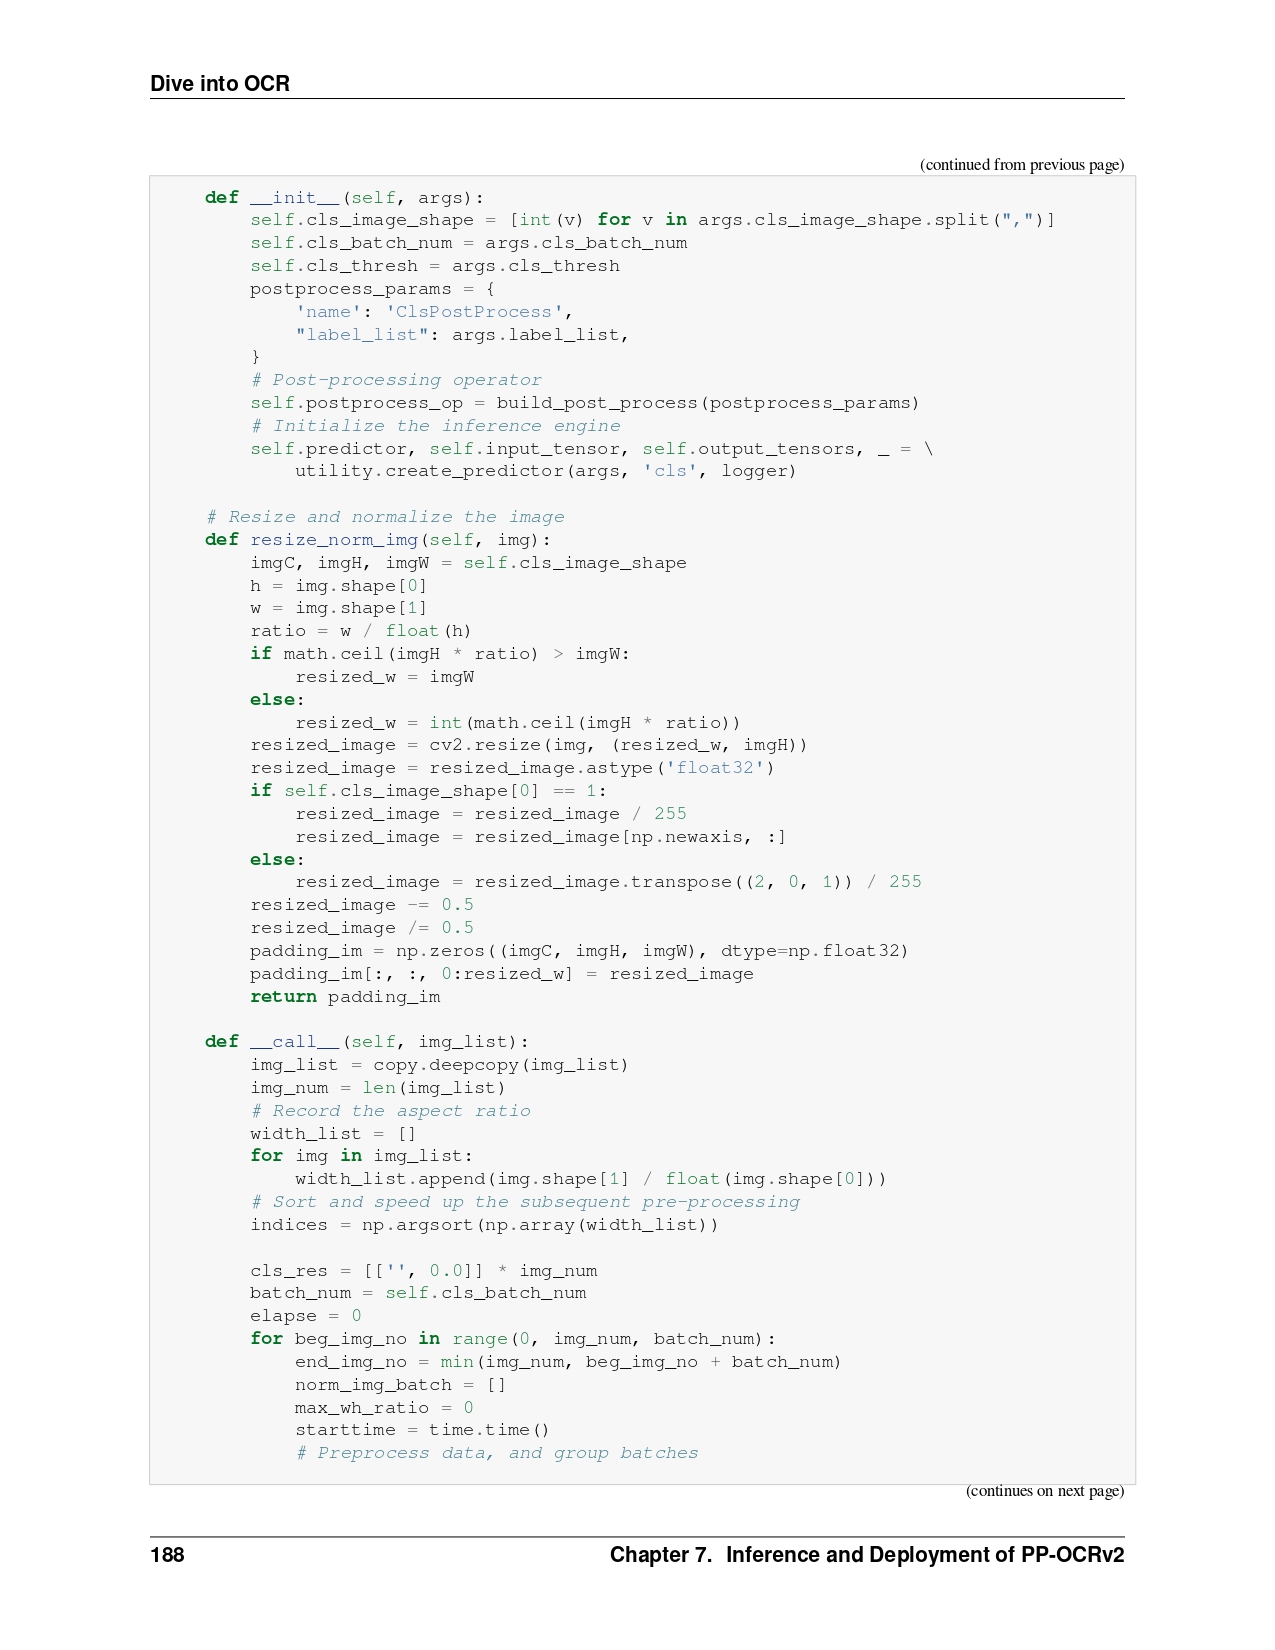 Dive into OCR
(continued from previous page)
def __init__(self, args):
    self.cls_image_shape = [int(v) for v in args.cls_image_shape.split(",")]
    self.cls_batch_num = args.cls_batch_num
    self.cls_thresh = args.cls_thresh
    postprocess_params = {
        'name': 'ClsPostProcess',
        "label_list": args.label_list,
    }
    # Post-processing operator
    self.postprocess_op = build_post_process(postprocess_params)
    # Initialize the inference engine
    self.predictor, self.input_tensor, self.output_tensors, _ = \
        utility.create_predictor(args, 'cls', logger)

# Resize and normalize the image
def resize_norm_img(self, img):
    imgC, imgH, imgW = self.cls_image_shape
    h = img.shape[0]
    w = img.shape[1]
    ratio = w / float(h)
    if math.ceil(imgH * ratio) > imgW:
        resized_w = imgW
    else:
        resized_w = int(math.ceil(imgH * ratio))
    resized_image = cv2.resize(img, (resized_w, imgH))
    resized_image = resized_image.astype('float32')
    if self.cls_image_shape[0] == 1:
        resized_image = resized_image / 255
        resized_image = resized_image[np.newaxis, :]
    else:
        resized_image = resized_image.transpose((2, 0, 1)) / 255
    resized_image -= 0.5
    resized_image /= 0.5
    padding_im = np.zeros((imgC, imgH, imgW), dtype=np.float32)
    padding_im[:, :, 0:resized_w] = resized_image
    return padding_im

def __call__(self, img_list):
    img_list = copy.deepcopy(img_list)
    img_num = len(img_list)
    # Record the aspect ratio
    width_list = []
    for img in img_list:
        width_list.append(img.shape[1] / float(img.shape[0]))
    # Sort and speed up the subsequent pre-processing
    indices = np.argsort(np.array(width_list))

    cls_res = [['', 0.0]] * img_num
    batch_num = self.cls_batch_num
    elapse = 0
    for beg_img_no in range(0, img_num, batch_num):
        end_img_no = min(img_num, beg_img_no + batch_num)
        norm_img_batch = []
        max_wh_ratio = 0
        starttime = time.time()
        # Preprocess data, and group batches
(continues on next page)
188
Chapter 7. Inference and Deployment of PP-OCRv2